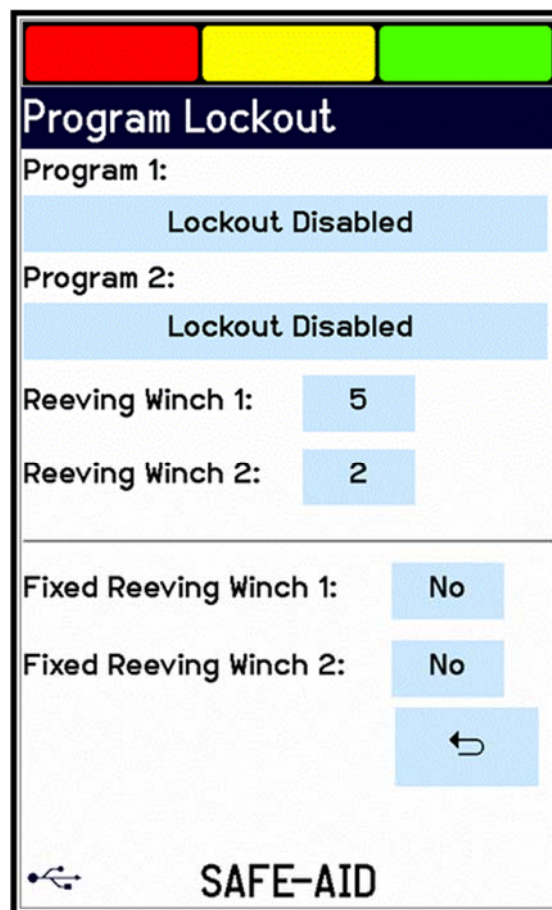 Program Lockout
Program 1:
Lockout Disabled
Program 2:
Lockout Disabled
Reeving Winch 1: 5
Reeving Winch 2: 2
Fixed Reeving Winch 1: No
Fixed Reeving Winch 2: No
SAFE-AID